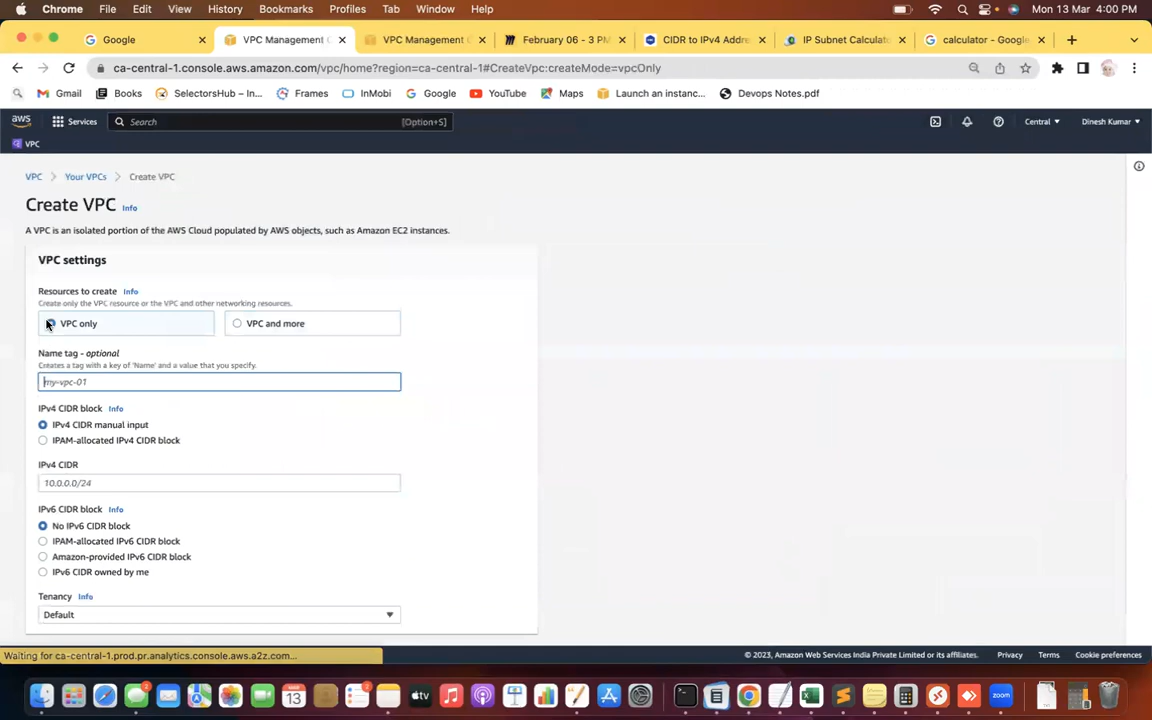 Chrome File Edit View History Bookmarks Profiles Tab Window Help Mon 13 Mar 4:00 PM
Google VPC Management C VPC Management C February 06 - 3 PM CIDR to IPv4 Addre IP Subnet Calculato calculator - Google
ca-central-1.console.aws.amazon.com/vpc/home?region=ca-central-1#CreateVpc:createMode=vpcOnly
Gmail Books SelectorsHub – In... Frames InMobi Google YouTube Maps Launch an instanc... Devops Notes.pdf
aws Services Search [Option+S] Central Dinesh Kumar
VPC
VPC Your VPCs Create VPC
Create VPC Info
A VPC is an isolated portion of the AWS Cloud populated by AWS objects, such as Amazon EC2 instances.
VPC settings
Resources to create Info
Create only the VPC resource or the VPC and other networking resources.
VPC only VPC and more
Name tag - optional
Creates a tag with a key of 'Name' and a value that you specify.
my-vpc-01
IPv4 CIDR block Info
IPv4 CIDR manual input
IPAM-allocated IPv4 CIDR block
IPv4 CIDR
10.0.0.0/24
IPv6 CIDR block Info
No IPv6 CIDR block
IPAM-allocated IPv6 CIDR block
Amazon-provided IPv6 CIDR block
IPv6 CIDR owned by me
Tenancy Info
Default
Waiting for ca-central-1.prod.pr.analytics.console.aws.a2z.com... © 2023, Amazon Web Services India Private Limited or its affiliates. Privacy Terms Cookie preferences
MAR
13
tv
zoom